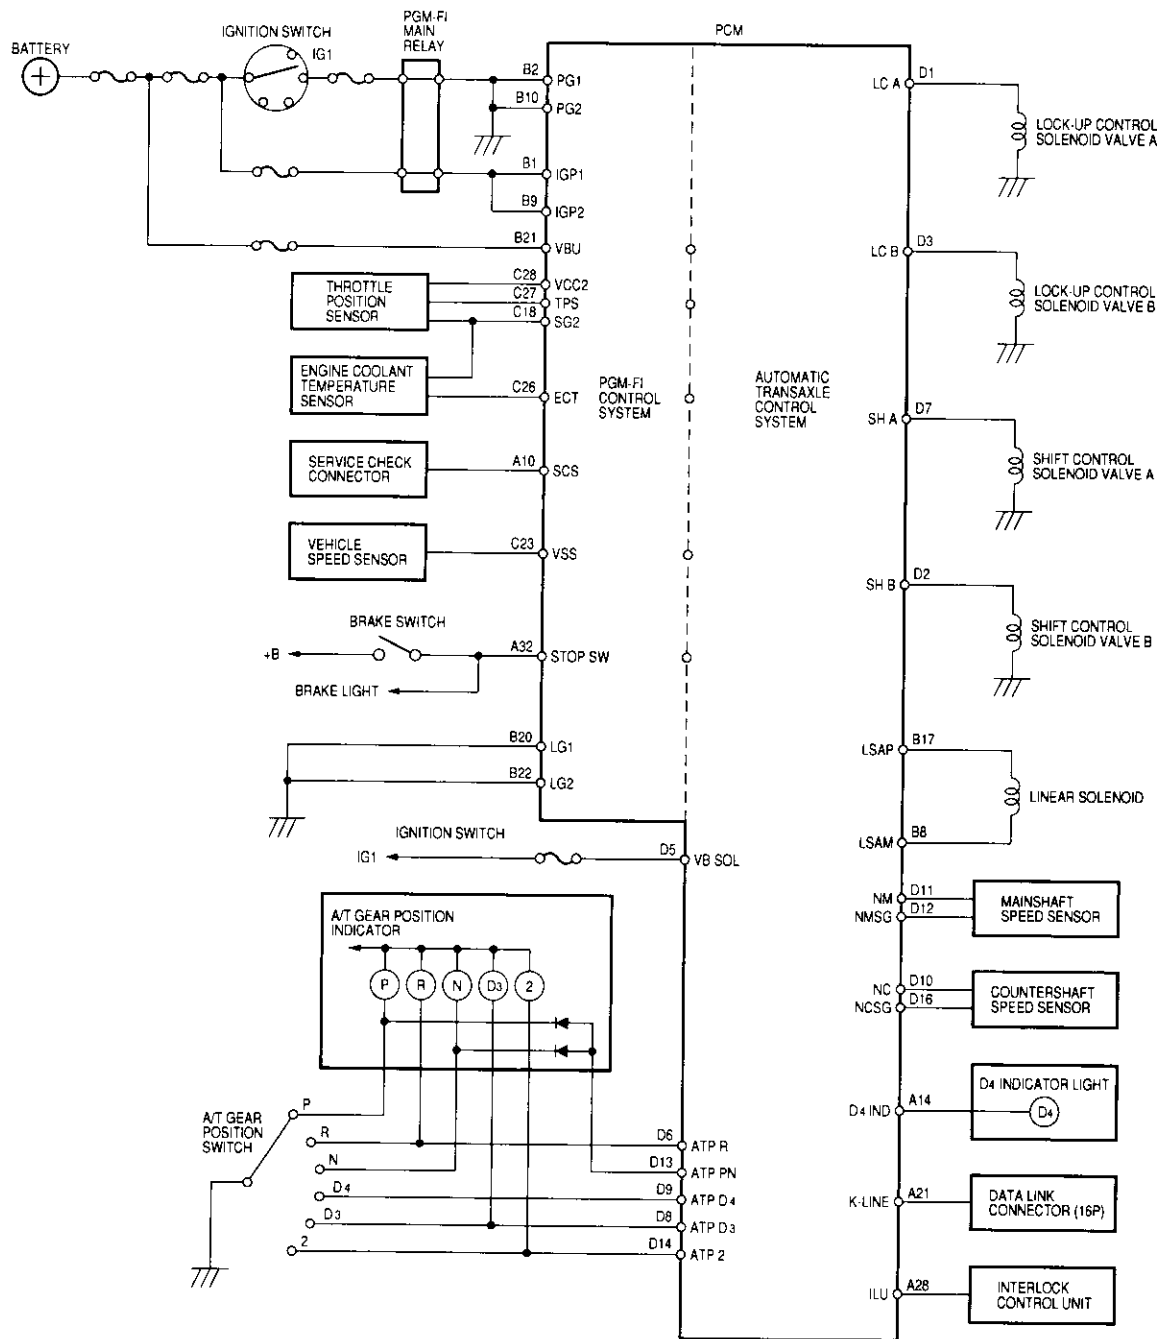 BATTERY
IGNITION SWITCH
IG1
PGM-FI
MAIN
RELAY
PCM
B2
PG1
B10
PG2
B1
IGP1
B9
IGP2
B21
VBU
THROTTLE
POSITION
SENSOR
C28
VCC2
C27
TPS
C18
SG2
ENGINE COOLANT
TEMPERATURE
SENSOR
C26
ECT
SERVICE CHECK
CONNECTOR
A10
SCS
VEHICLE
SPEED SENSOR
C23
VSS
BRAKE SWITCH
+B
A32
STOP SW
BRAKE LIGHT
B20
LG1
B22
LG2
IGNITION SWITCH
IG1
D5
VB SOL
PGM-FI
CONTROL
SYSTEM
AUTOMATIC
TRANSAXLE
CONTROL
SYSTEM
A/T GEAR POSITION
INDICATOR
P R N D3 2
A/T GEAR
POSITION
SWITCH
P
R
N
D4
D3
2
D6
ATP R
D13
ATP PN
D9
ATP D4
D8
ATP D3
D14
ATP 2
LC A
D1
LOCK-UP CONTROL
SOLENOID VALVE A
LC B
D3
LOCK-UP CONTROL
SOLENOID VALVE B
SH A
D7
SHIFT CONTROL
SOLENOID VALVE A
SH B
D2
SHIFT CONTROL
SOLENOID VALVE B
LSAP
B17
LINEAR SOLENOID
LSAM
B8
NM
D11
NMSG
D12
MAINSHAFT
SPEED SENSOR
NC
D10
NCSG
D16
COUNTERSHAFT
SPEED SENSOR
D4 INDICATOR LIGHT
D4 IND
A14
D4
K-LINE
A21
DATA LINK
CONNECTOR (16P)
ILU
A28
INTERLOCK
CONTROL UNIT